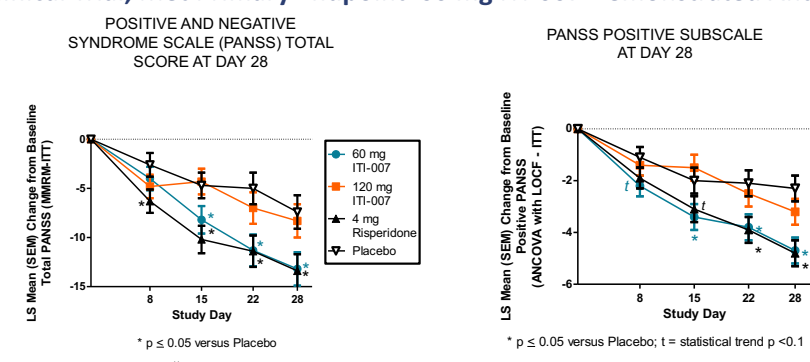 POSITIVE AND NEGATIVE
SYNDROME SCALE (PANSS) TOTAL
SCORE AT DAY 28
LS Mean (SEM) Change from Baseline
Total PANSS (MMRM-ITT)
0
-5
-10
-15
*
*
*
*
*
*
*
8
15
22
28
Study Day
* p ≤ 0.05 versus Placebo
60 mg
ITI-007
120 mg
ITI-007
4 mg
Risperidone
Placebo
PANSS POSITIVE SUBSCALE
AT DAY 28
LS Mean (SEM) Change from Baseline
Positive PANSS
(ANCOVA with LOCF - ITT)
0
-2
-4
-6
t
t
*
*
*
*
*
8
15
22
28
Study Day
* p ≤ 0.05 versus Placebo; t = statistical trend p <0.1